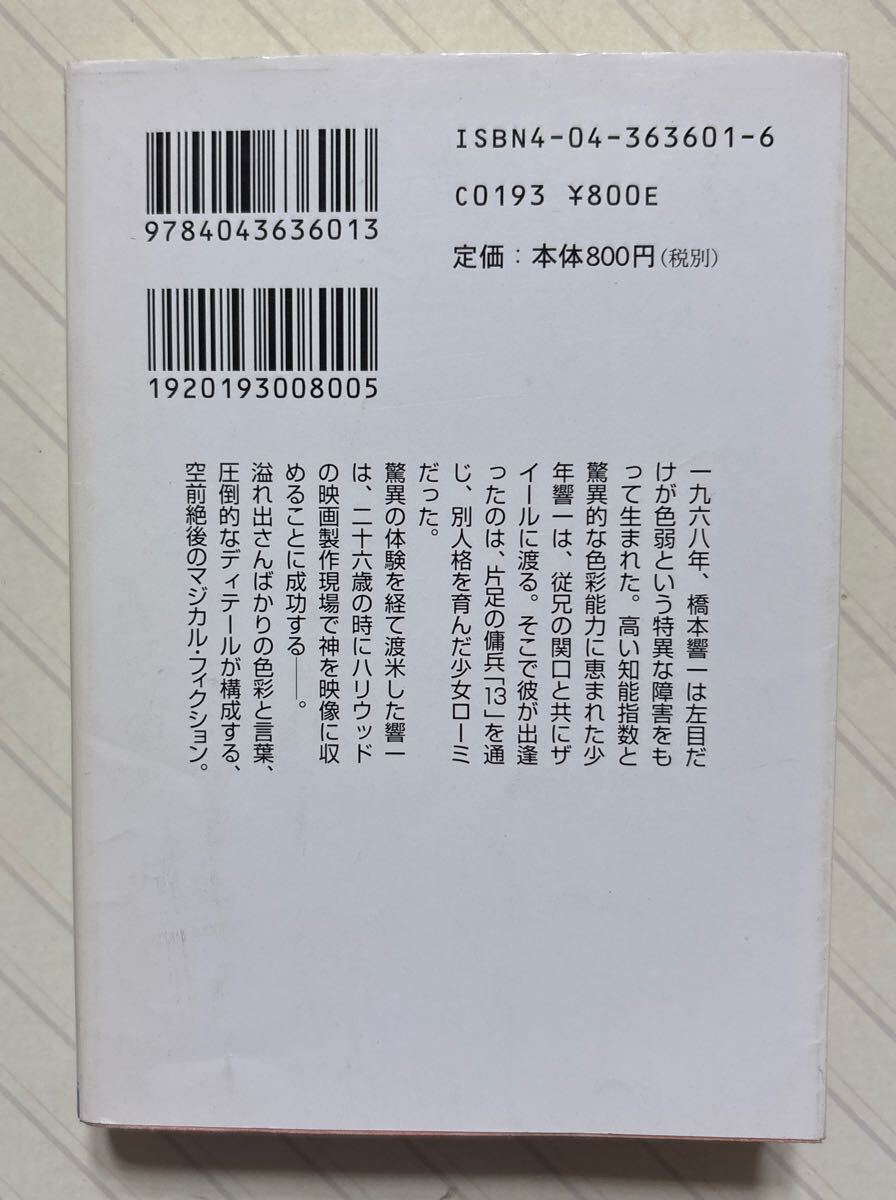 ISBN4-04-363601-6
C0193 ¥800E
定価：本体800円（税別）
9784043636013
1920193008005
一九六八年、橋本響一は左目だ
けが色弱という特異な障害をも
って生まれた。高い知能指数と
驚異的な色彩能力に恵まれた少
年響一は、従兄の関口と共にザ
イールに渡る。そこで彼が出逢
ったのは、片足の傭兵「13」を通
じ、別人格を育んだ少女ローミ
だった。
驚異の体験を経て渡米した響一
は、二十六歳の時にハリウッド
の映画製作現場で神を映像に収
めることに成功する――。
溢れ出さんばかりの色彩と言葉、
圧倒的なディテールが構成する、
空前絶後のマジカル・フィクション。